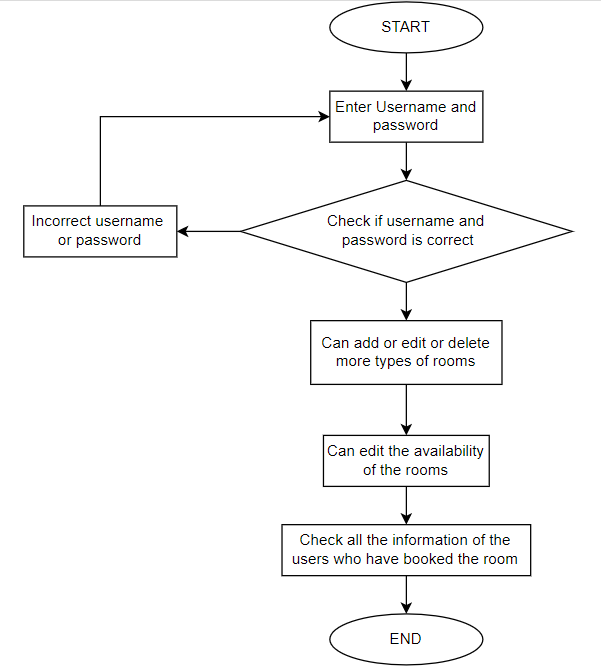 START
Enter Username and
password
Check if username and
password is correct
Incorrect username
or password
Can add or edit or delete
more types of rooms
Can edit the availability
of the rooms
Check all the information of the
users who have booked the room
END